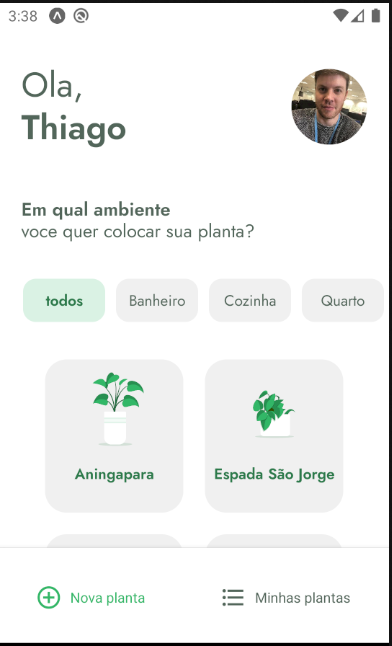 3:38
Ola,
Thiago
Em qual ambiente
voce quer colocar sua planta?
todos
Banheiro
Cozinha
Quarto
Aningapara
Espada São Jorge
Nova planta
Minhas plantas